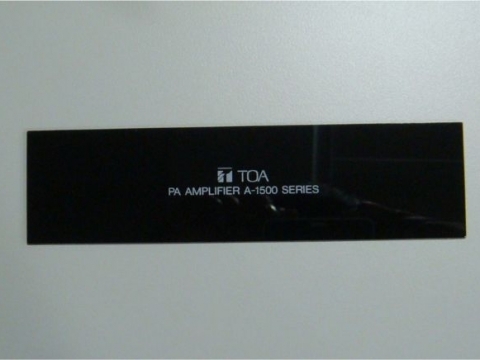 TOA
PA AMPLIFIER A-1500 SERIES